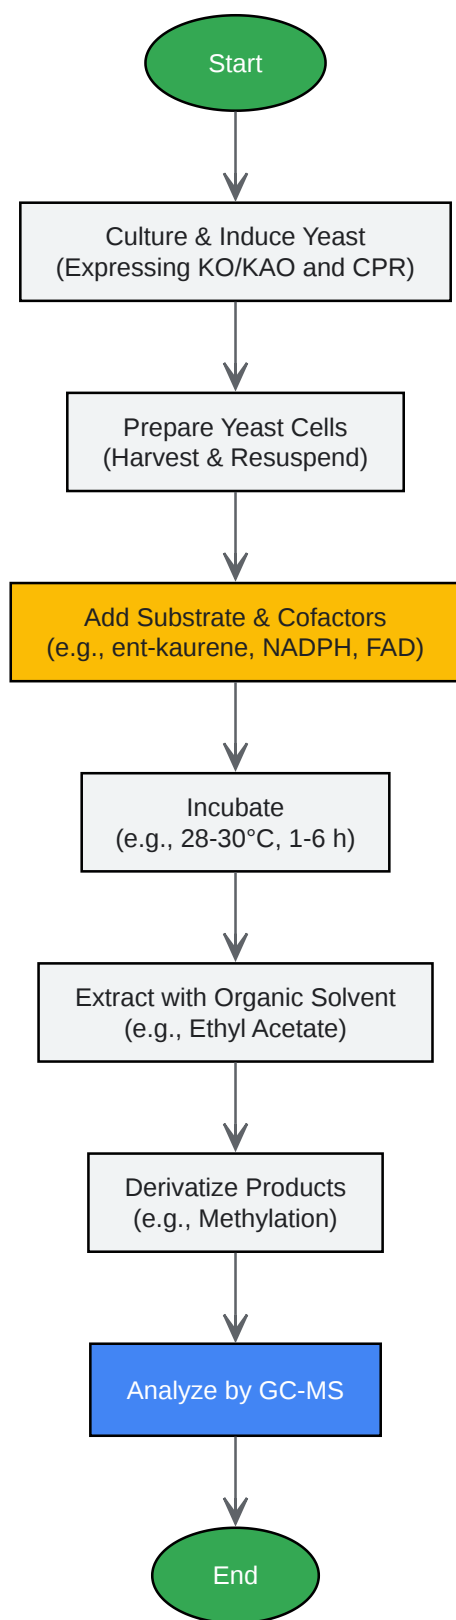 Start
Culture & Induce Yeast
(Expressing KO/KAO and CPR)
Prepare Yeast Cells
(Harvest & Resuspend)
Add Substrate & Cofactors
(e.g., ent-kaurene, NADPH, FAD)
Incubate
(e.g., 28-30°C, 1-6 h)
Extract with Organic Solvent
(e.g., Ethyl Acetate)
Derivatize Products
(e.g., Methylation)
Analyze by GC-MS
End